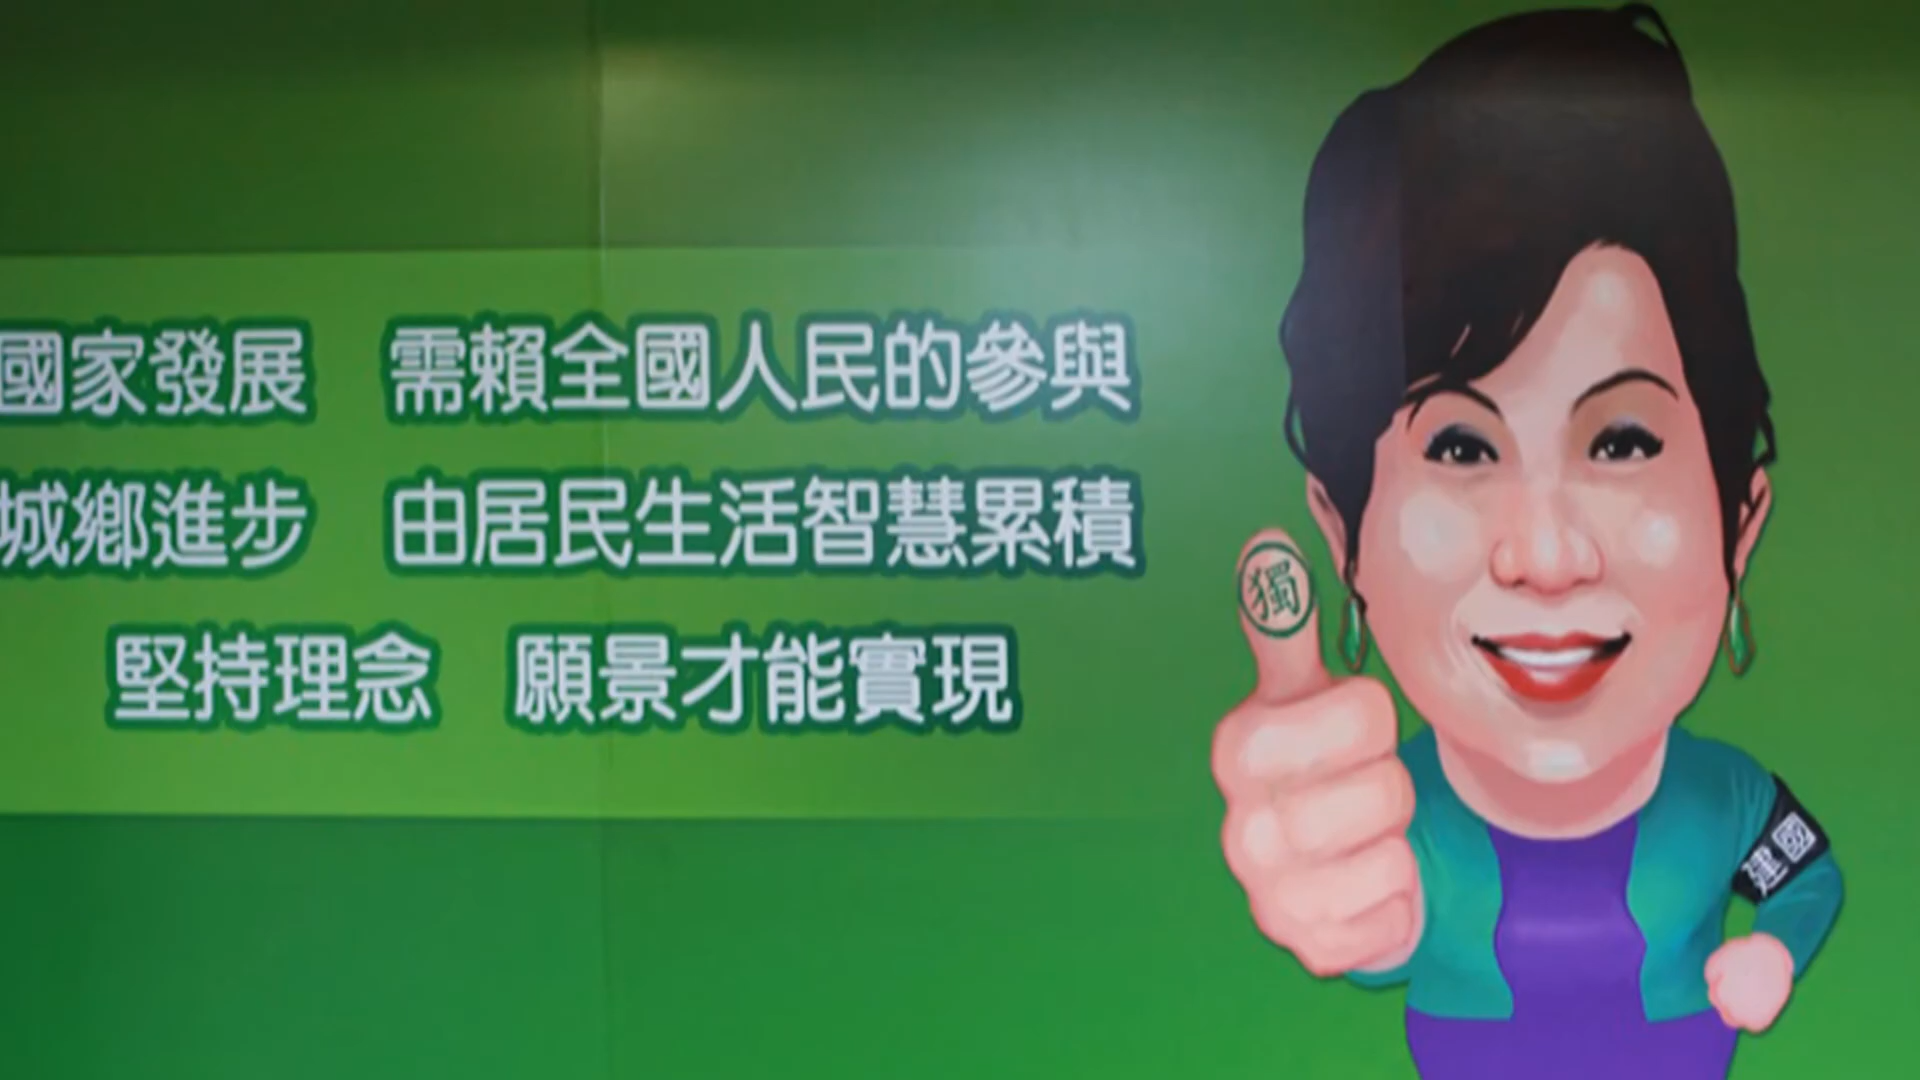 國家發展 需賴全國人民的參與
城鄉進步 由居民生活智慧累積
堅持理念 願景才能實現
獨
建國